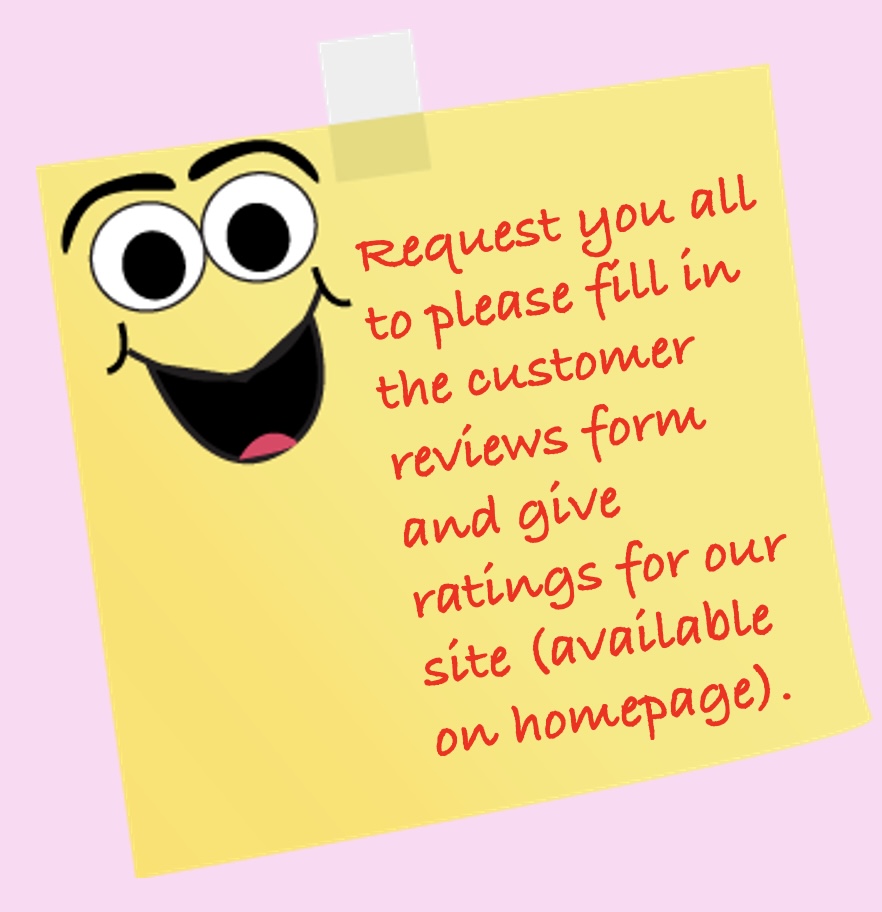 Request you all
to please fill in
the customer
reviews form
and give
ratings for our
site (available
on homepage).